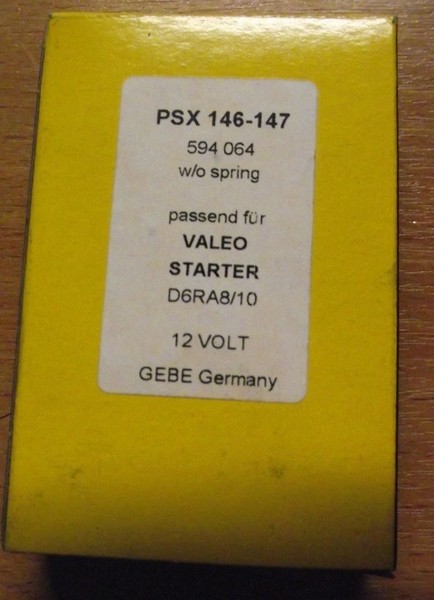 PSX 146-147
594 064
w/o spring
passend für
VALEO
STARTER
D6RA8/10
12 VOLT
GEBE Germany